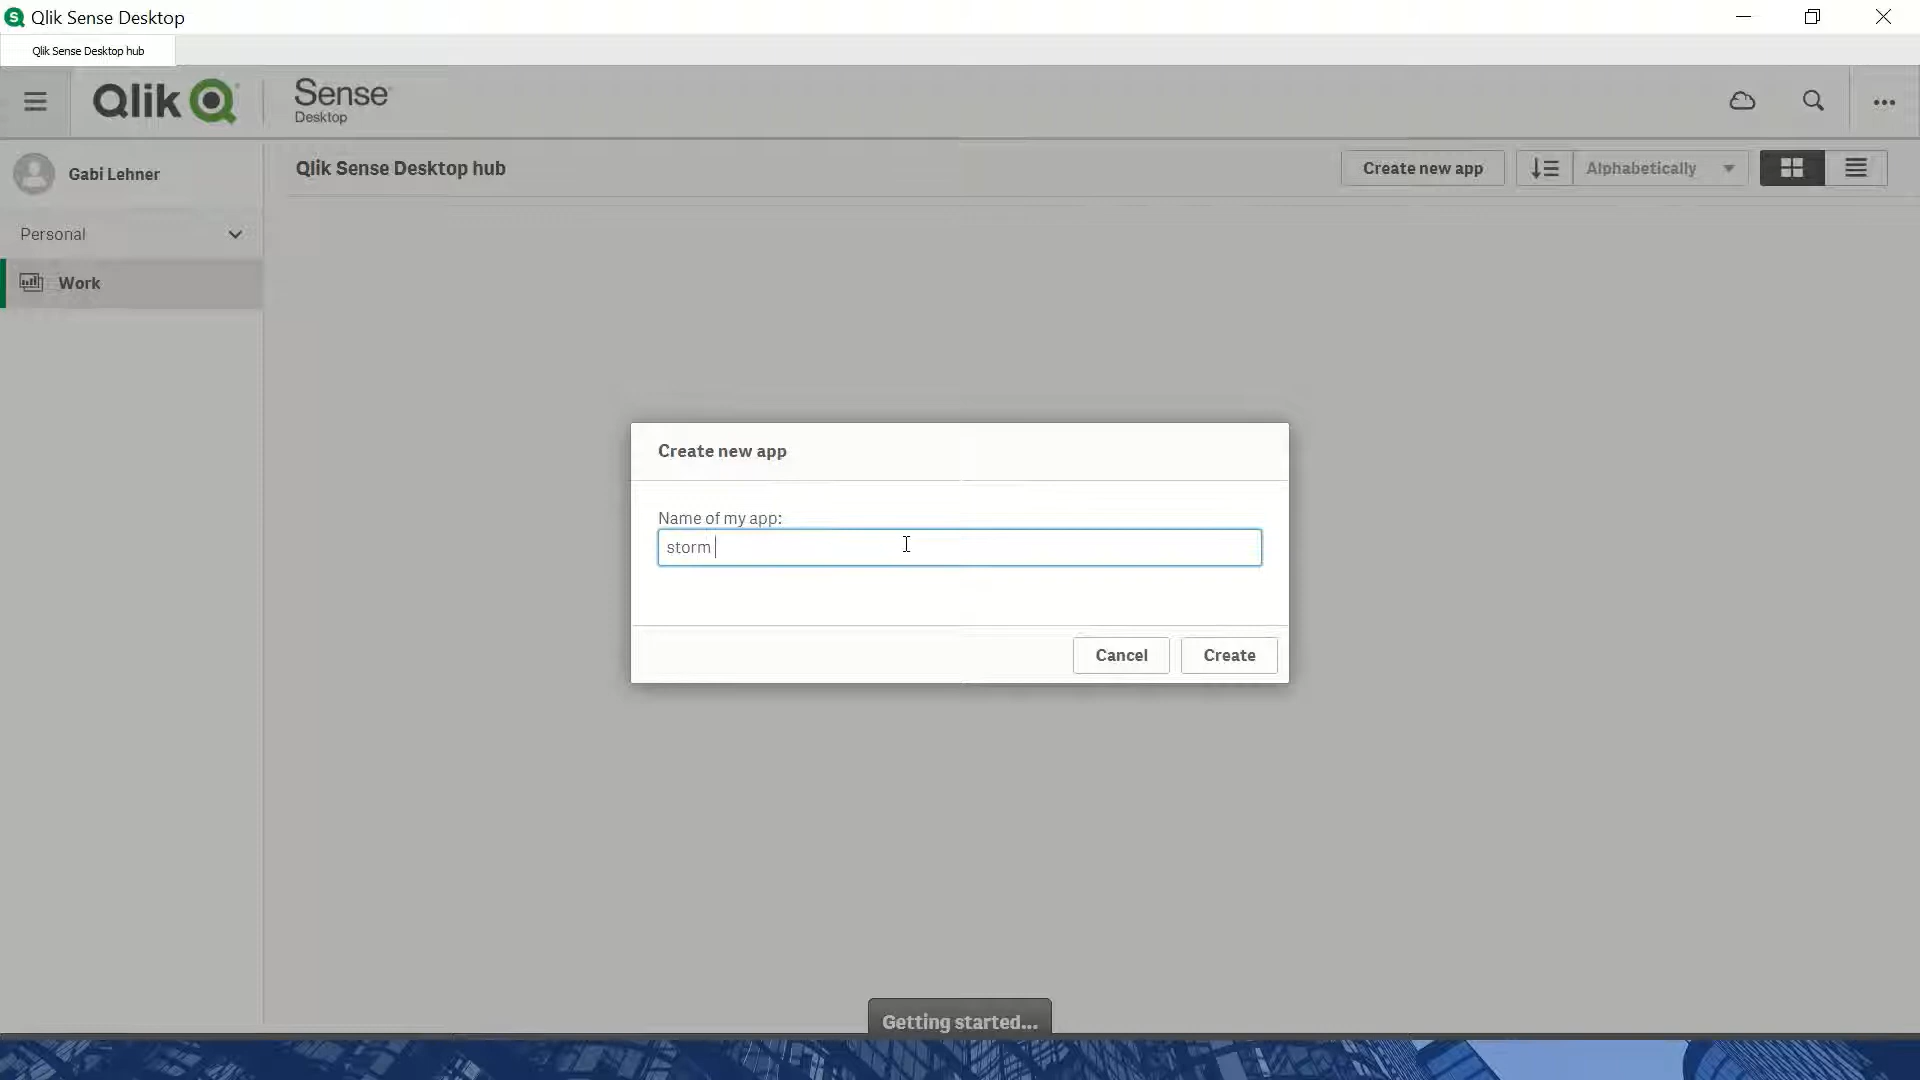 Qlik Sense Desktop
Qlik Sense Desktop hub
Qlik
Sense
Desktop
Gabi Lehner
Qlik Sense Desktop hub
Create new app
Alphabetically
Personal
Work
Create new app
Name of my app:
storm
Cancel
Create
Getting started...